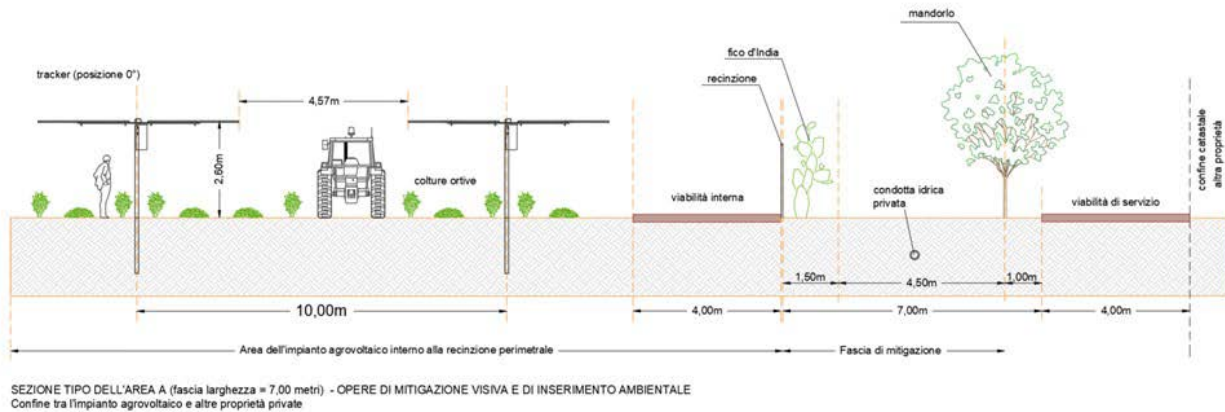 mandorlo
fico d'India
recinzione
tracker (posizione 0°)
4,57m
2,60m
colture ortive
viabilità interna
condotta idrica
privata
viabilità di servizio
confine catastale
altra proprietà
1,50m
4,50m
1,00m
10,00m
4,00m
7,00m
4,00m
Area dell'impianto agrovoltaico interno alla recinzione perimetrale
Fascia di mitigazione
SEZIONE TIPO DELL'AREA A (fascia larghezza = 7,00 metri) - OPERE DI MITIGAZIONE VISIVA E DI INSERIMENTO AMBIENTALE
Confine tra l'impianto agrovoltaico e altre proprietà private